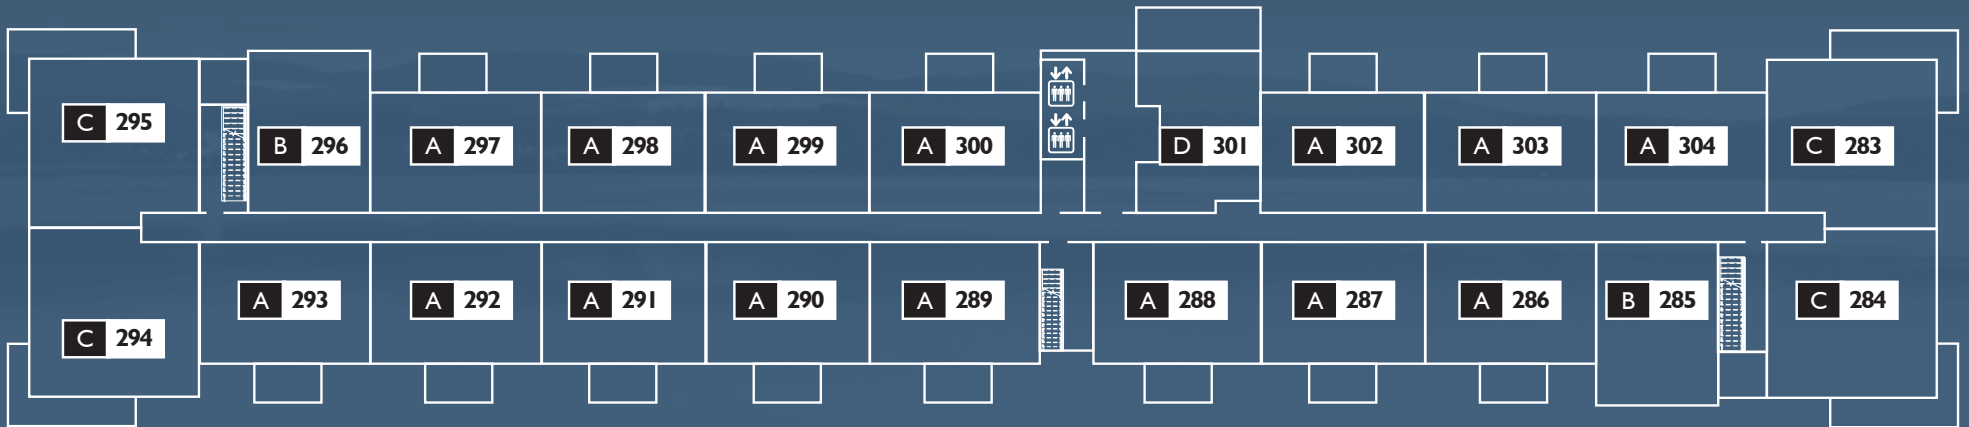 C 295
B 296
A 297
A 298
A 299
A 300
D 301
A 302
A 303
A 304
C 283
C 294
A 293
A 292
A 291
A 290
A 289
A 288
A 287
A 286
B 285
C 284